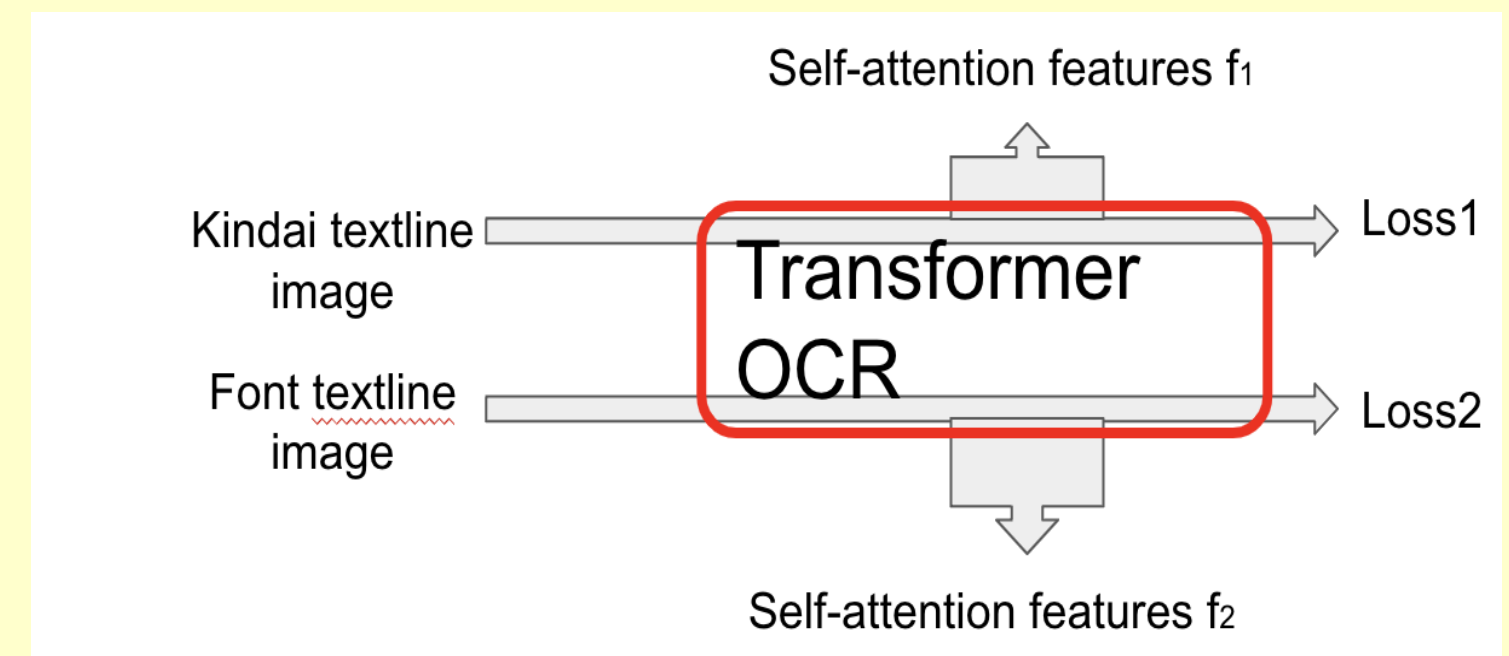 Self-attention features f₁
Kindai textline
image
Loss1
Transformer
OCR
Font textline
image
Loss2
Self-attention features f₂